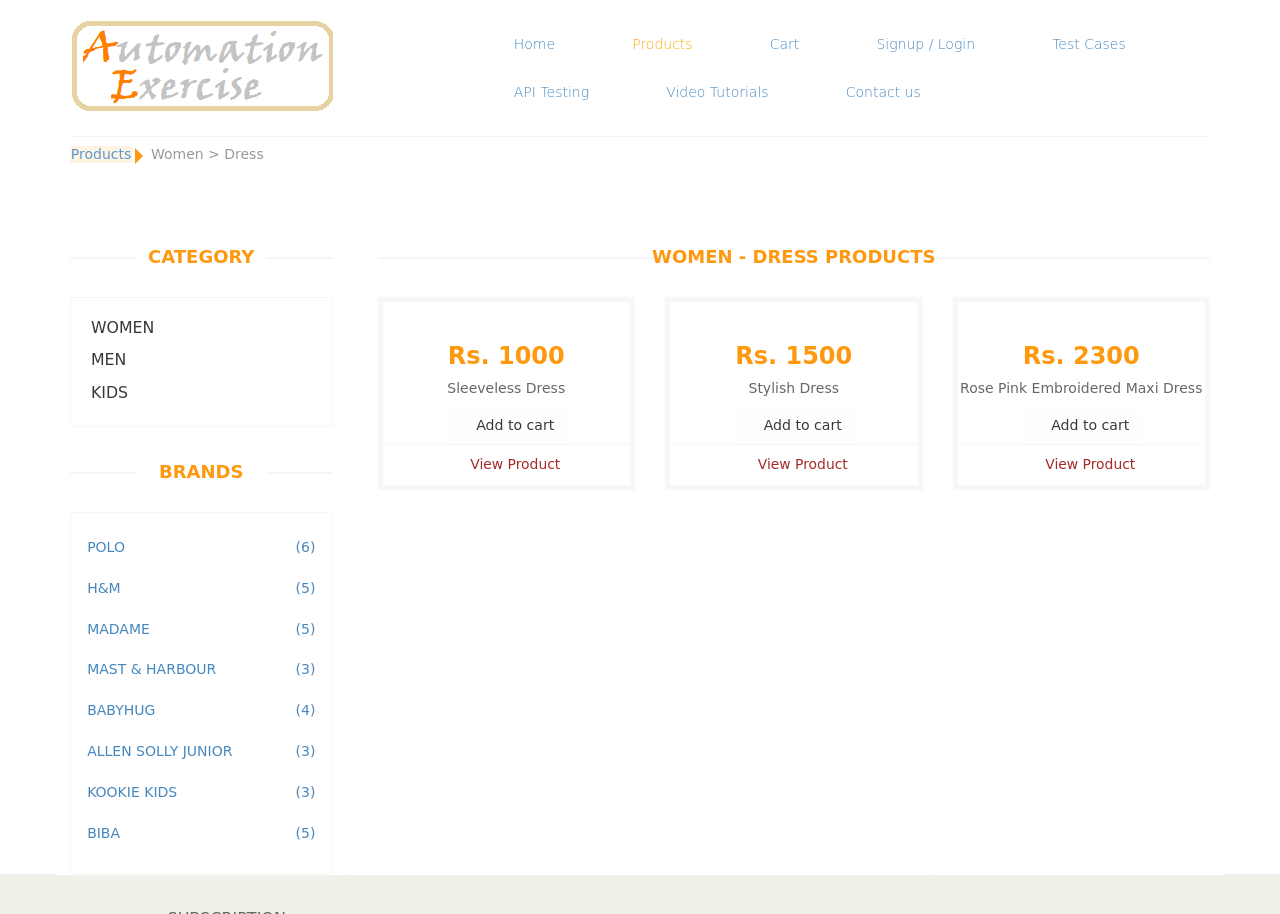 Automation
Exercise
Home Products Cart Signup / Login Test Cases
API Testing Video Tutorials Contact us
Products Women > Dress
CATEGORY
WOMEN
MEN
KIDS
BRANDS
POLO (6)
H&M (5)
MADAME (5)
MAST & HARBOUR (3)
BABYHUG (4)
ALLEN SOLLY JUNIOR (3)
KOOKIE KIDS (3)
BIBA (5)
WOMEN - DRESS PRODUCTS
Rs. 1000
Sleeveless Dress
Add to cart
View Product
Rs. 1500
Stylish Dress
Add to cart
View Product
Rs. 2300
Rose Pink Embroidered Maxi Dress
Add to cart
View Product
SUBSCRIPTION